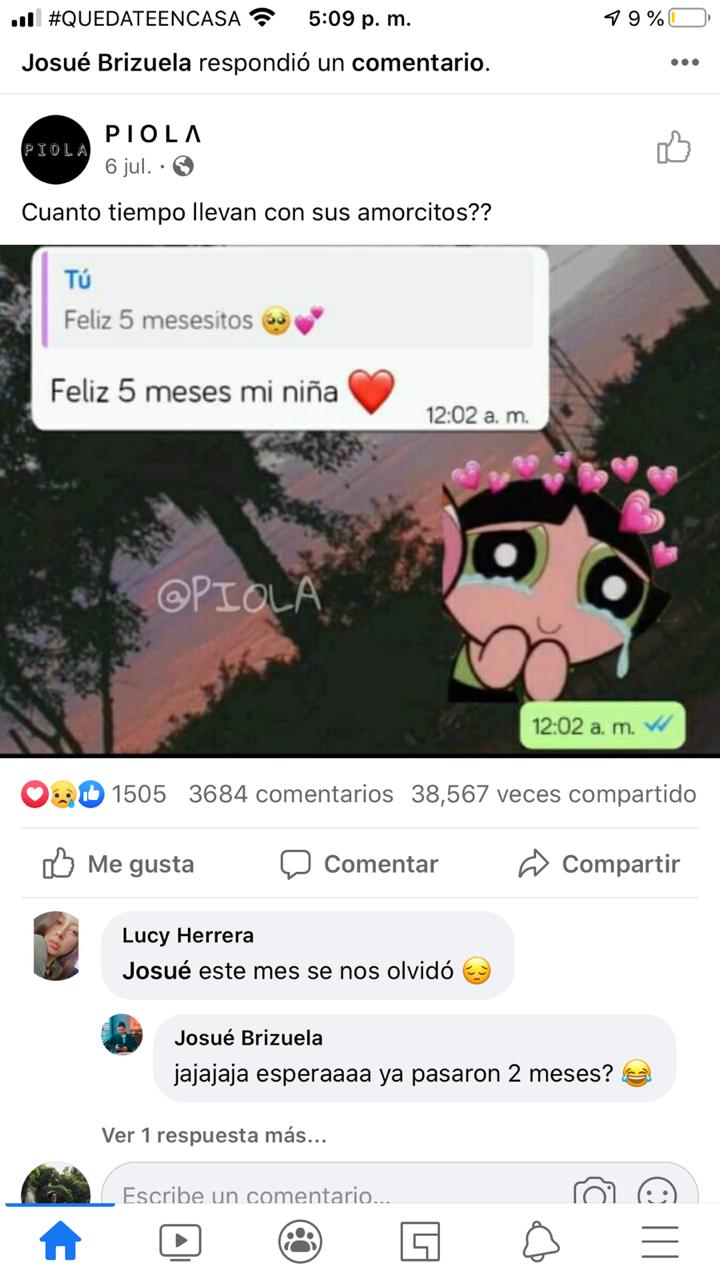 #QUEDATEENCASA 5:09 p. m. 9 %
Josué Brizuela respondió un comentario.
PIOLA
PIOLA
6 jul. ·
Cuanto tiempo llevan con sus amorcitos??
Tú
Feliz 5 mesesitos 🥺💕
Feliz 5 meses mi niña ❤️
12:02 a. m.
@PIOLA
12:02 a. m.
1505 3684 comentarios 38,567 veces compartido
Me gusta Comentar Compartir
Lucy Herrera
Josué este mes se nos olvidó 😔
Josué Brizuela
jajajaja esperaaaa ya pasaron 2 meses? 😂
Ver 1 respuesta más...
Escribe un comentario...